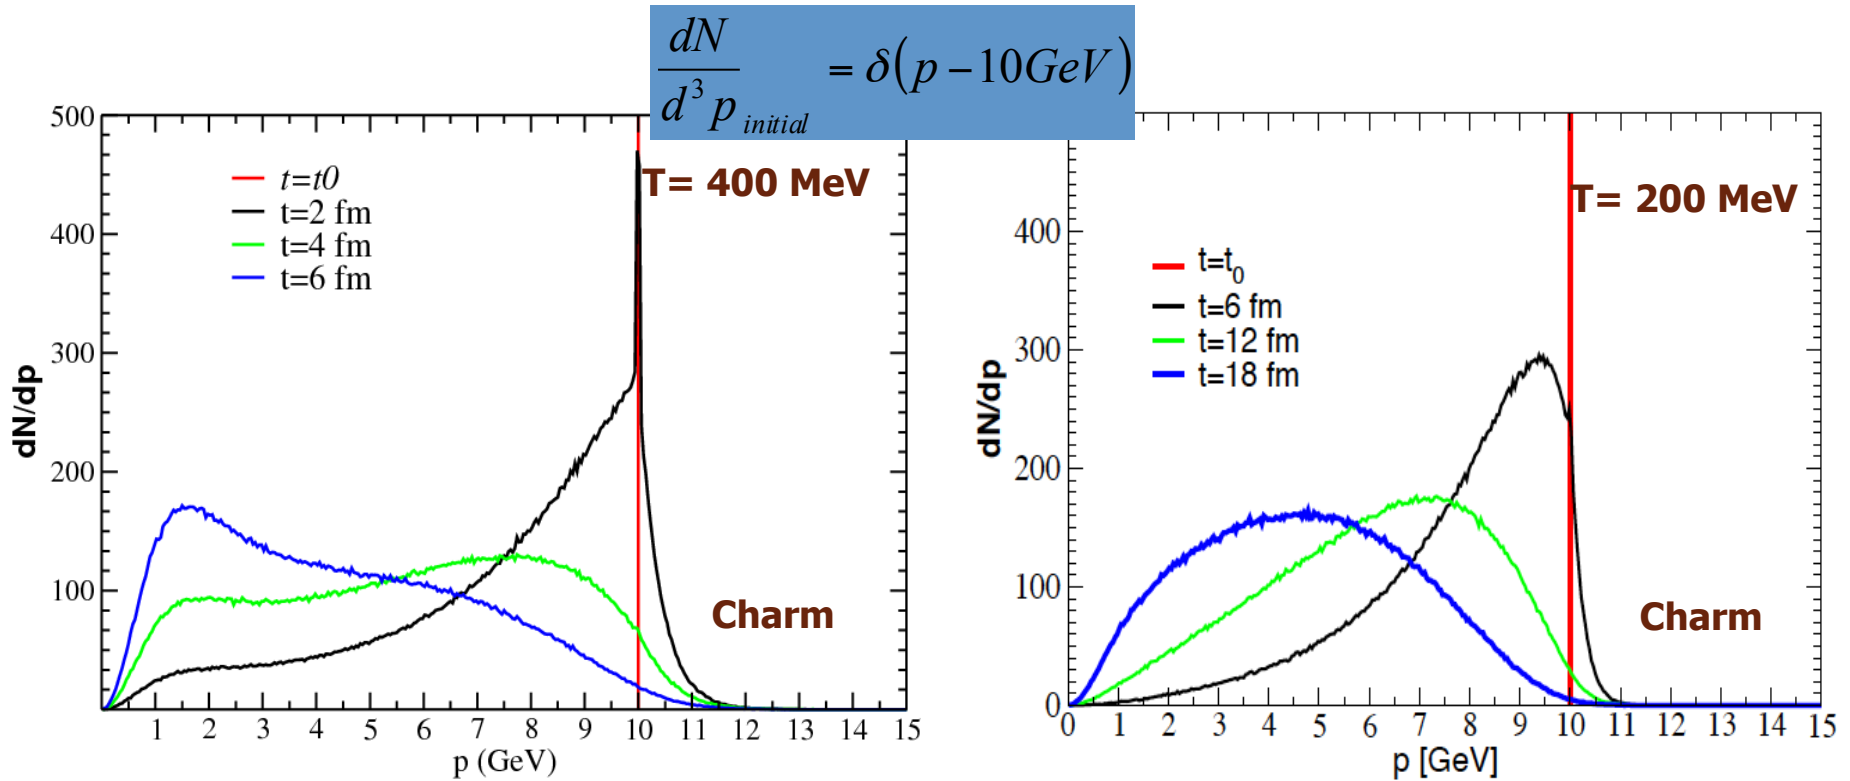 dN
d³p initial = δ(p − 10GeV)
500
400
300
200
100
dN/dp
t=t0
t=2 fm
t=4 fm
t=6 fm
T= 400 MeV
Charm
1 2 3 4 5 6 7 8 9 10 11 12 13 14 15
p (GeV)
400
300
200
100
0
dN/dp
T= 200 MeV
t=t₀
t=6 fm
t=12 fm
t=18 fm
Charm
0 1 2 3 4 5 6 7 8 9 10 11 12 13 14 15
p [GeV]